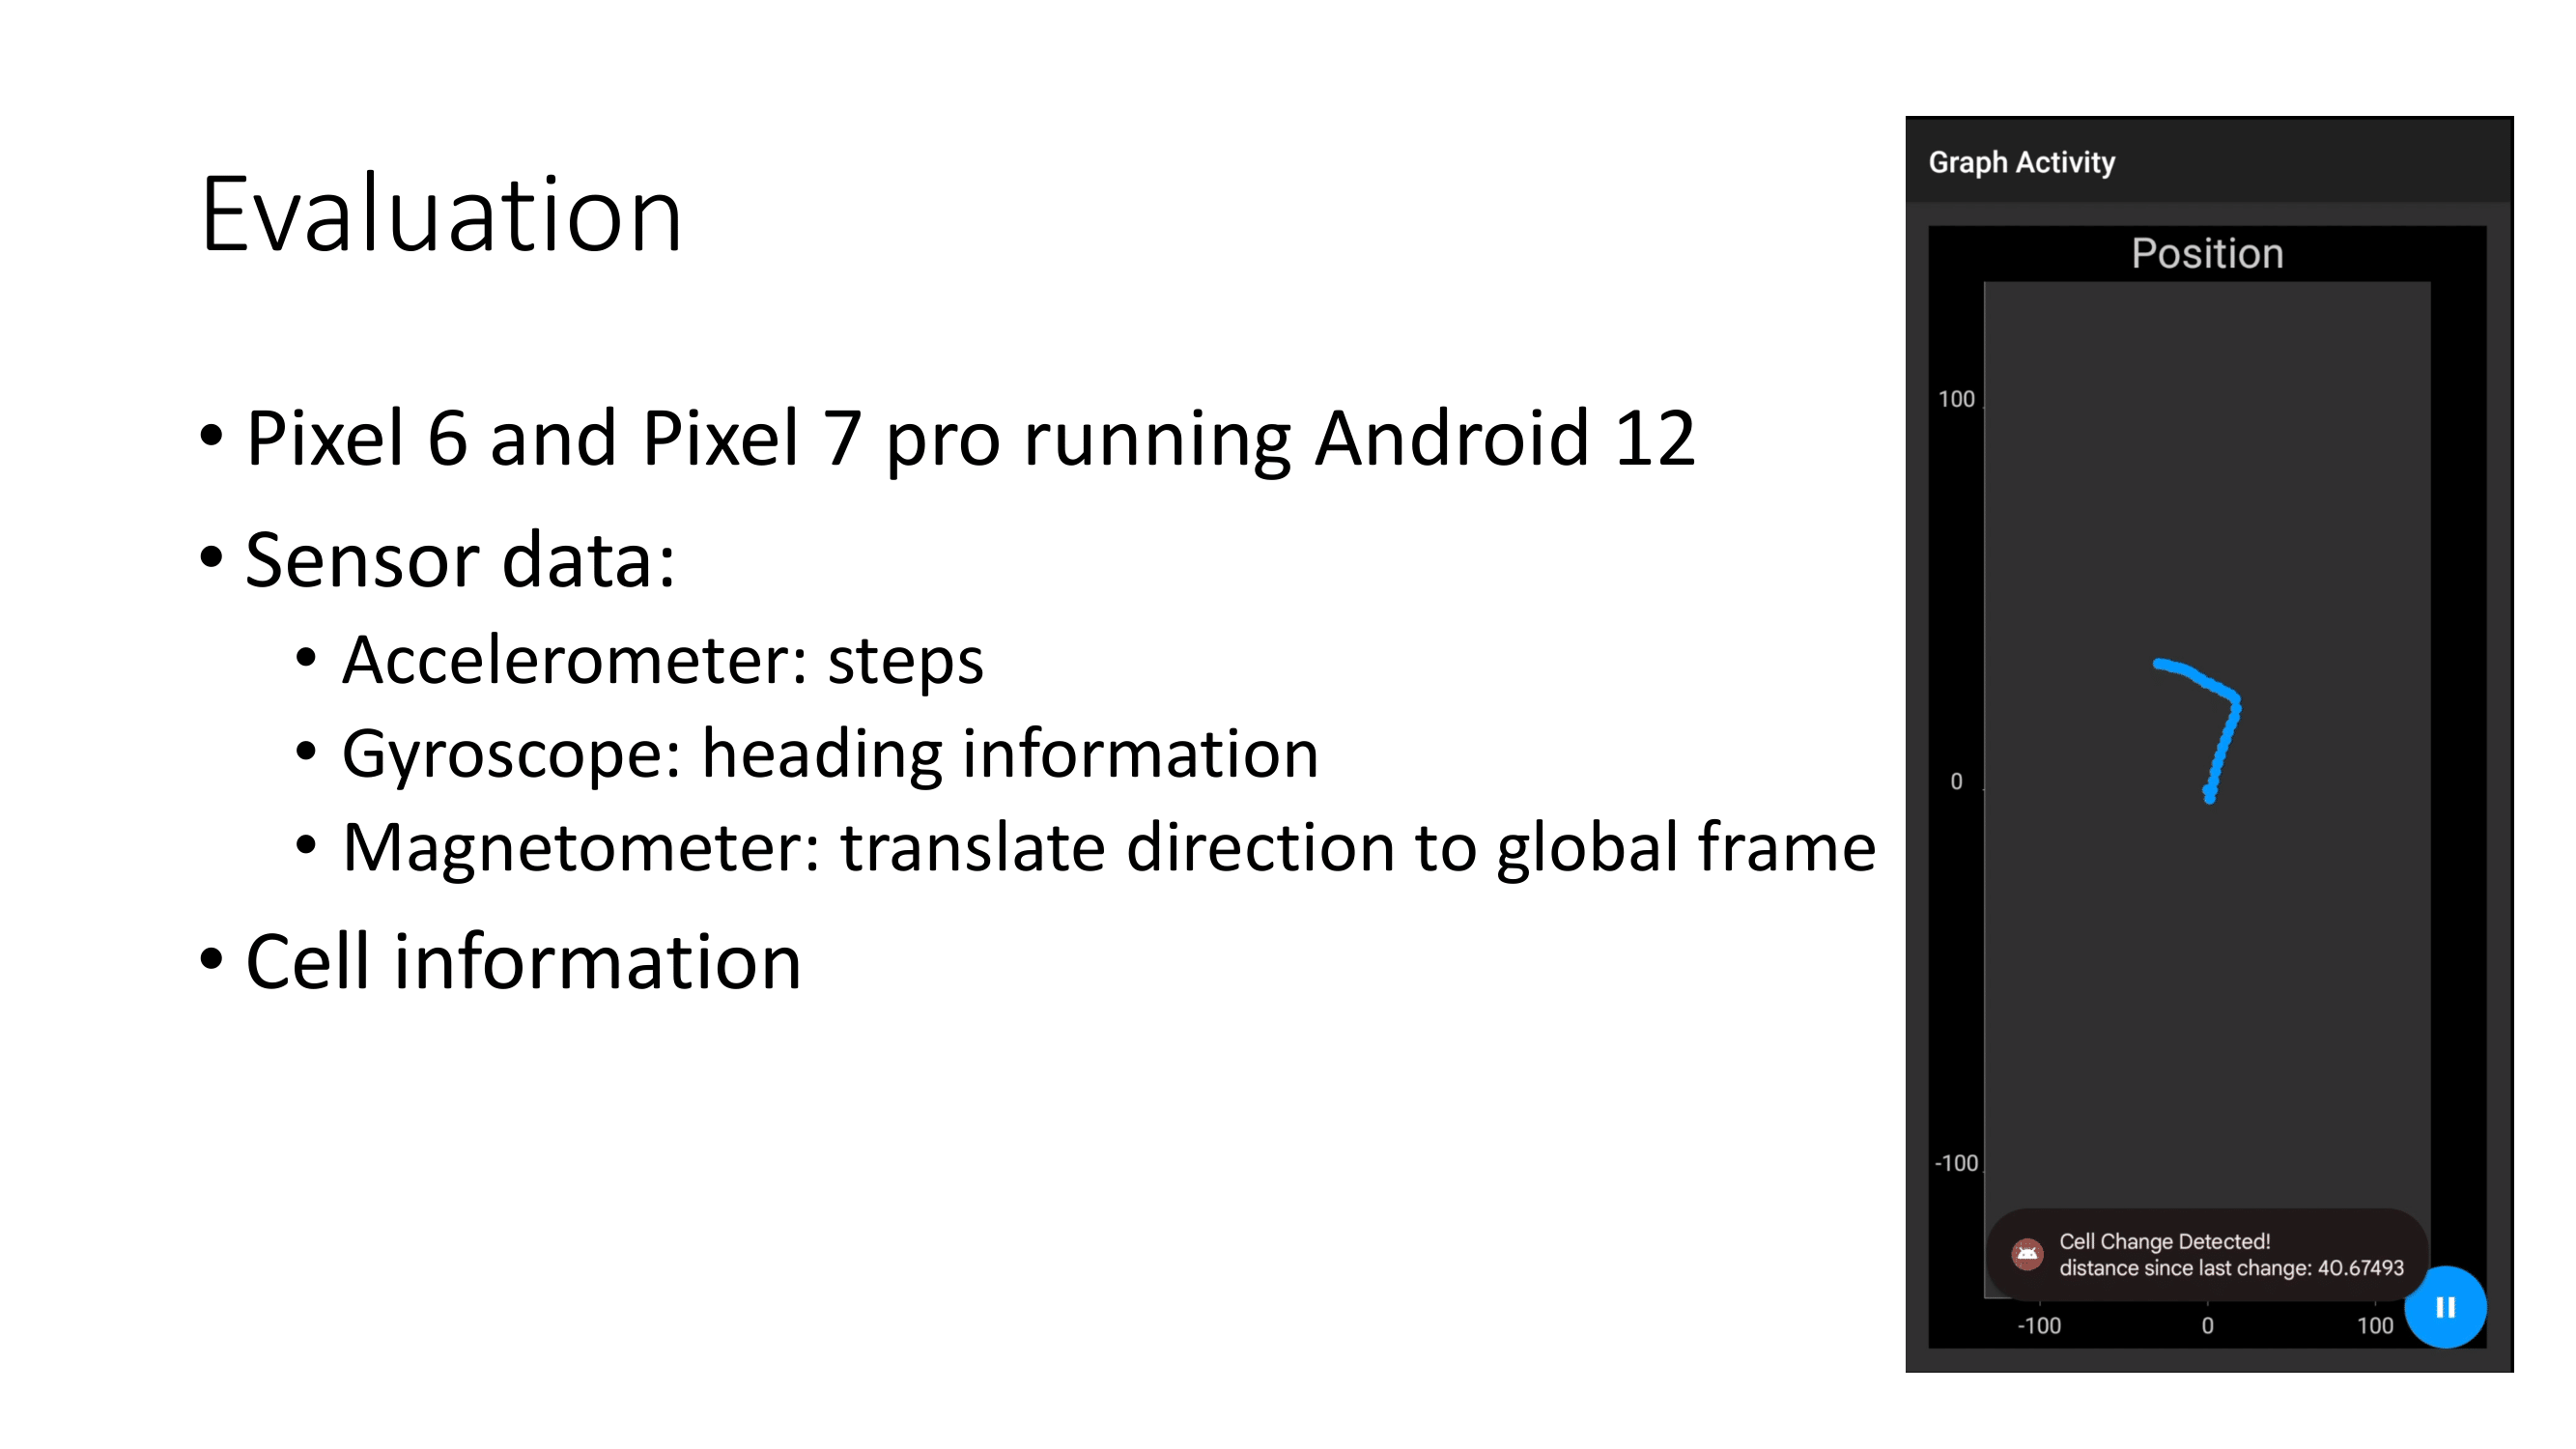 Evaluation
• Pixel 6 and Pixel 7 pro running Android 12
• Sensor data:
• Accelerometer: steps
• Gyroscope: heading information
• Magnetometer: translate direction to global frame
• Cell information
Graph Activity
Position
100
0
-100
Cell Change Detected!
distance since last change: 40.67493
-100 0 100